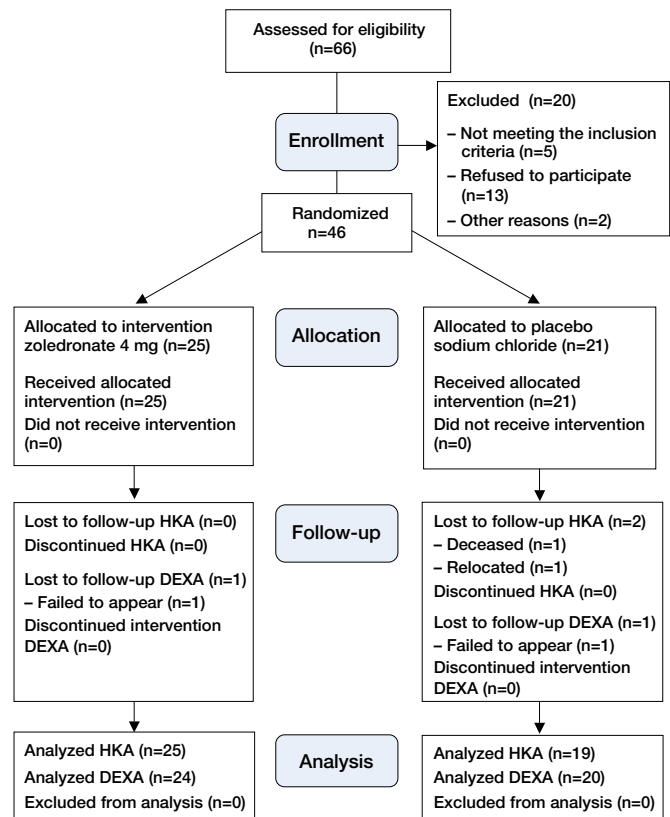 Assessed for eligibility
(n=66)
Enrollment
Excluded (n=20)
– Not meeting the inclusion
criteria (n=5)
– Refused to participate
(n=13)
– Other reasons (n=2)
Randomized
n=46
Allocation
Allocated to intervention
zoledronate 4 mg (n=25)
Received allocated
intervention (n=25)
Did not receive intervention
(n=0)
Allocated to placebo
sodium chloride (n=21)
Received allocated
intervention (n=21)
Did not receive intervention
(n=0)
Follow-up
Lost to follow-up HKA (n=0)
Discontinued HKA (n=0)
Lost to follow-up DEXA (n=1)
– Failed to appear (n=1)
Discontinued intervention
DEXA (n=0)
Lost to follow-up HKA (n=2)
– Deceased (n=1)
– Relocated (n=1)
Discontinued HKA (n=0)
Lost to follow-up DEXA (n=1)
– Failed to appear (n=1)
Discontinued intervention
DEXA (n=0)
Analysis
Analyzed HKA (n=25)
Analyzed DEXA (n=24)
Excluded from analysis (n=0)
Analyzed HKA (n=19)
Analyzed DEXA (n=20)
Excluded from analysis (n=0)